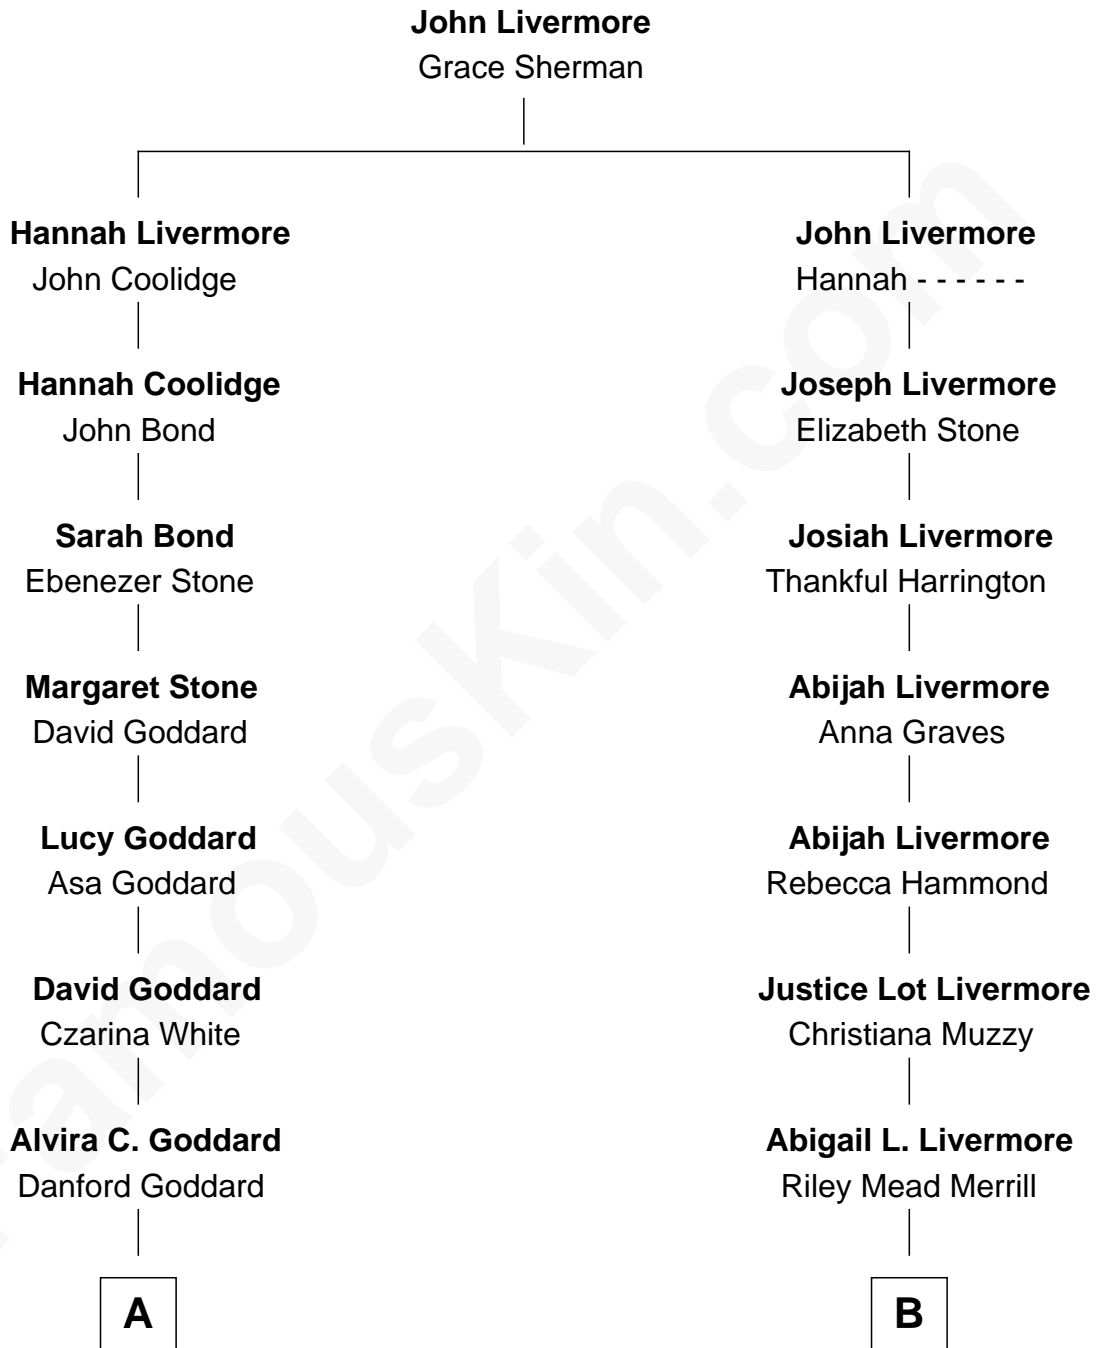 John Livermore
Grace Sherman
Hannah Livermore
John Coolidge
John Livermore
Hannah - - - - - -
Hannah Coolidge
John Bond
Joseph Livermore
Elizabeth Stone
Sarah Bond
Ebenezer Stone
Josiah Livermore
Thankful Harrington
Margaret Stone
David Goddard
Abijah Livermore
Anna Graves
Lucy Goddard
Asa Goddard
Abijah Livermore
Rebecca Hammond
David Goddard
Czarina White
Justice Lot Livermore
Christiana Muzzy
Alvira C. Goddard
Danford Goddard
Abigail L. Livermore
Riley Mead Merrill
A
B
FamousKin.com